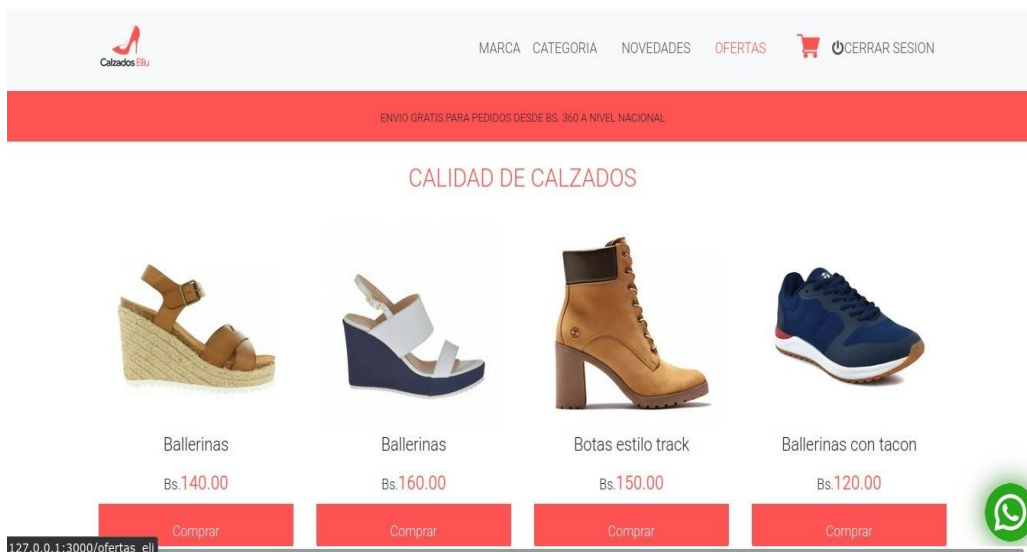 Calzados Eliu
MARCA CATEGORIA NOVEDADES OFERTAS CERRAR SESION
ENVIO GRATIS PARA PEDIDOS DESDE BS. 360 A NIVEL NACIONAL
CALIDAD DE CALZADOS
Ballerinas Ballerinas Botas estilo track Ballerinas con tacon
Bs.140.00 Bs.160.00 Bs.150.00 Bs.120.00
Comprar Comprar Comprar Comprar
127.0.0.1:3000/ofertas_eli